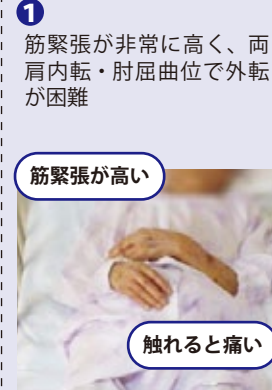 1
筋緊張が非常に高く、両
肩内転・肘屈曲位で外転
が困難
筋緊張が高い
触れると痛い